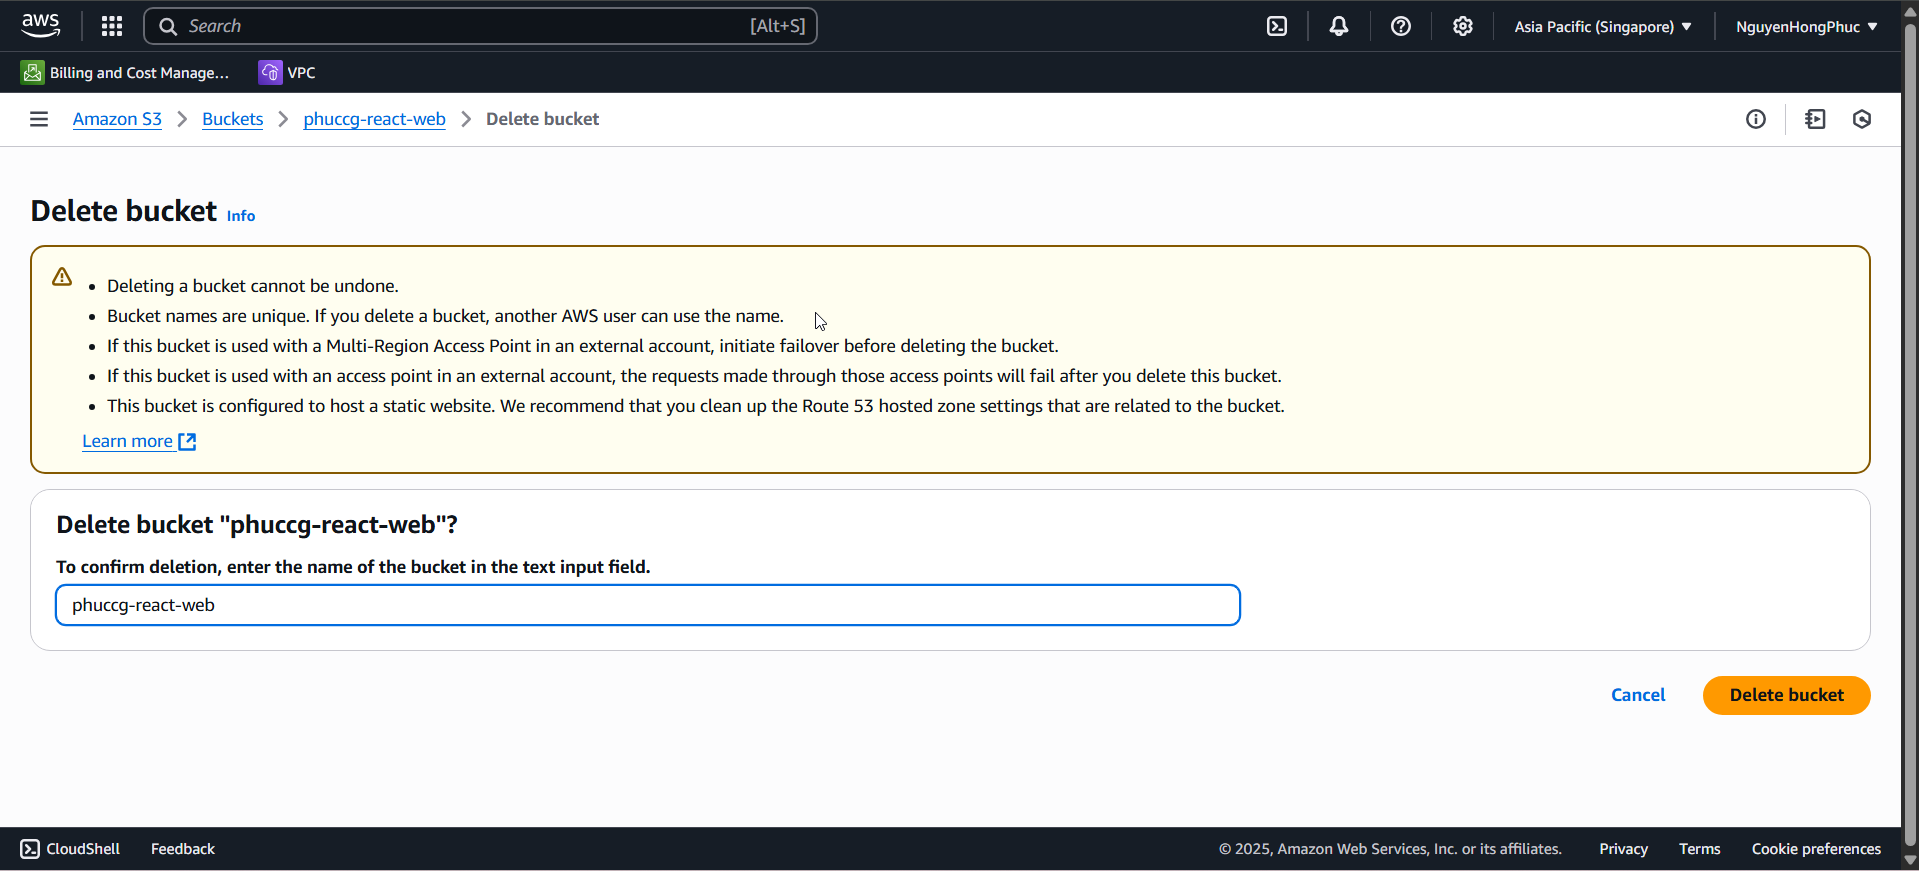 aws
Search [Alt+S]
Asia Pacific (Singapore)
NguyenHongPhuc
Billing and Cost Manage...
VPC
Amazon S3
Buckets
phuccg-react-web
Delete bucket
Delete bucket Info
Deleting a bucket cannot be undone.
Bucket names are unique. If you delete a bucket, another AWS user can use the name.
If this bucket is used with a Multi-Region Access Point in an external account, initiate failover before deleting the bucket.
If this bucket is used with an access point in an external account, the requests made through those access points will fail after you delete this bucket.
This bucket is configured to host a static website. We recommend that you clean up the Route 53 hosted zone settings that are related to the bucket.
Learn more
Delete bucket "phuccg-react-web"?
To confirm deletion, enter the name of the bucket in the text input field.
phuccg-react-web
Cancel
Delete bucket
CloudShell
Feedback
© 2025, Amazon Web Services, Inc. or its affiliates.
Privacy
Terms
Cookie preferences